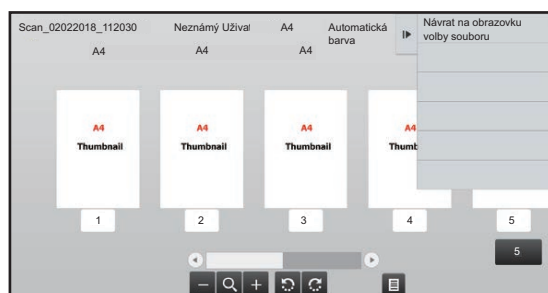 Scan_02022018_112030 Neznámý Uživat A4 Automatická barva
A4 A4 A4
Návrat na obrazovku
volby souboru
A4 A4 A4 A4
Thumbnail Thumbnail Thumbnail Thumb
1 2 3 4 5
5